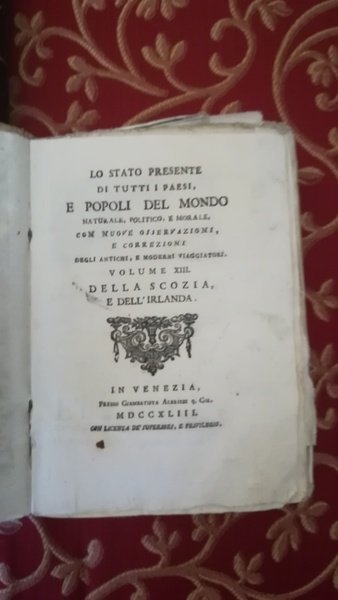 LO STATO PRESENTE
DI TUTTI I PAESI,
E POPOLI DEL MONDO
NATURALE, POLITICO, E MORALE,
CON NUOVE OSSERVAZIONI,
E CORREZIONI
DEGLI ANTICHI, E MODERNI VIAGGIATORI.
VOLUME XIII.
DELLA SCOZIA,
E DELL'IRLANDA.
IN VENEZIA,
PRESSO GIAMBATISTA ALBRIZZI q. GIR.
MDCCXLIII.
CON LICENZA DE' SUPERIORI, E PRIVILEGIO.